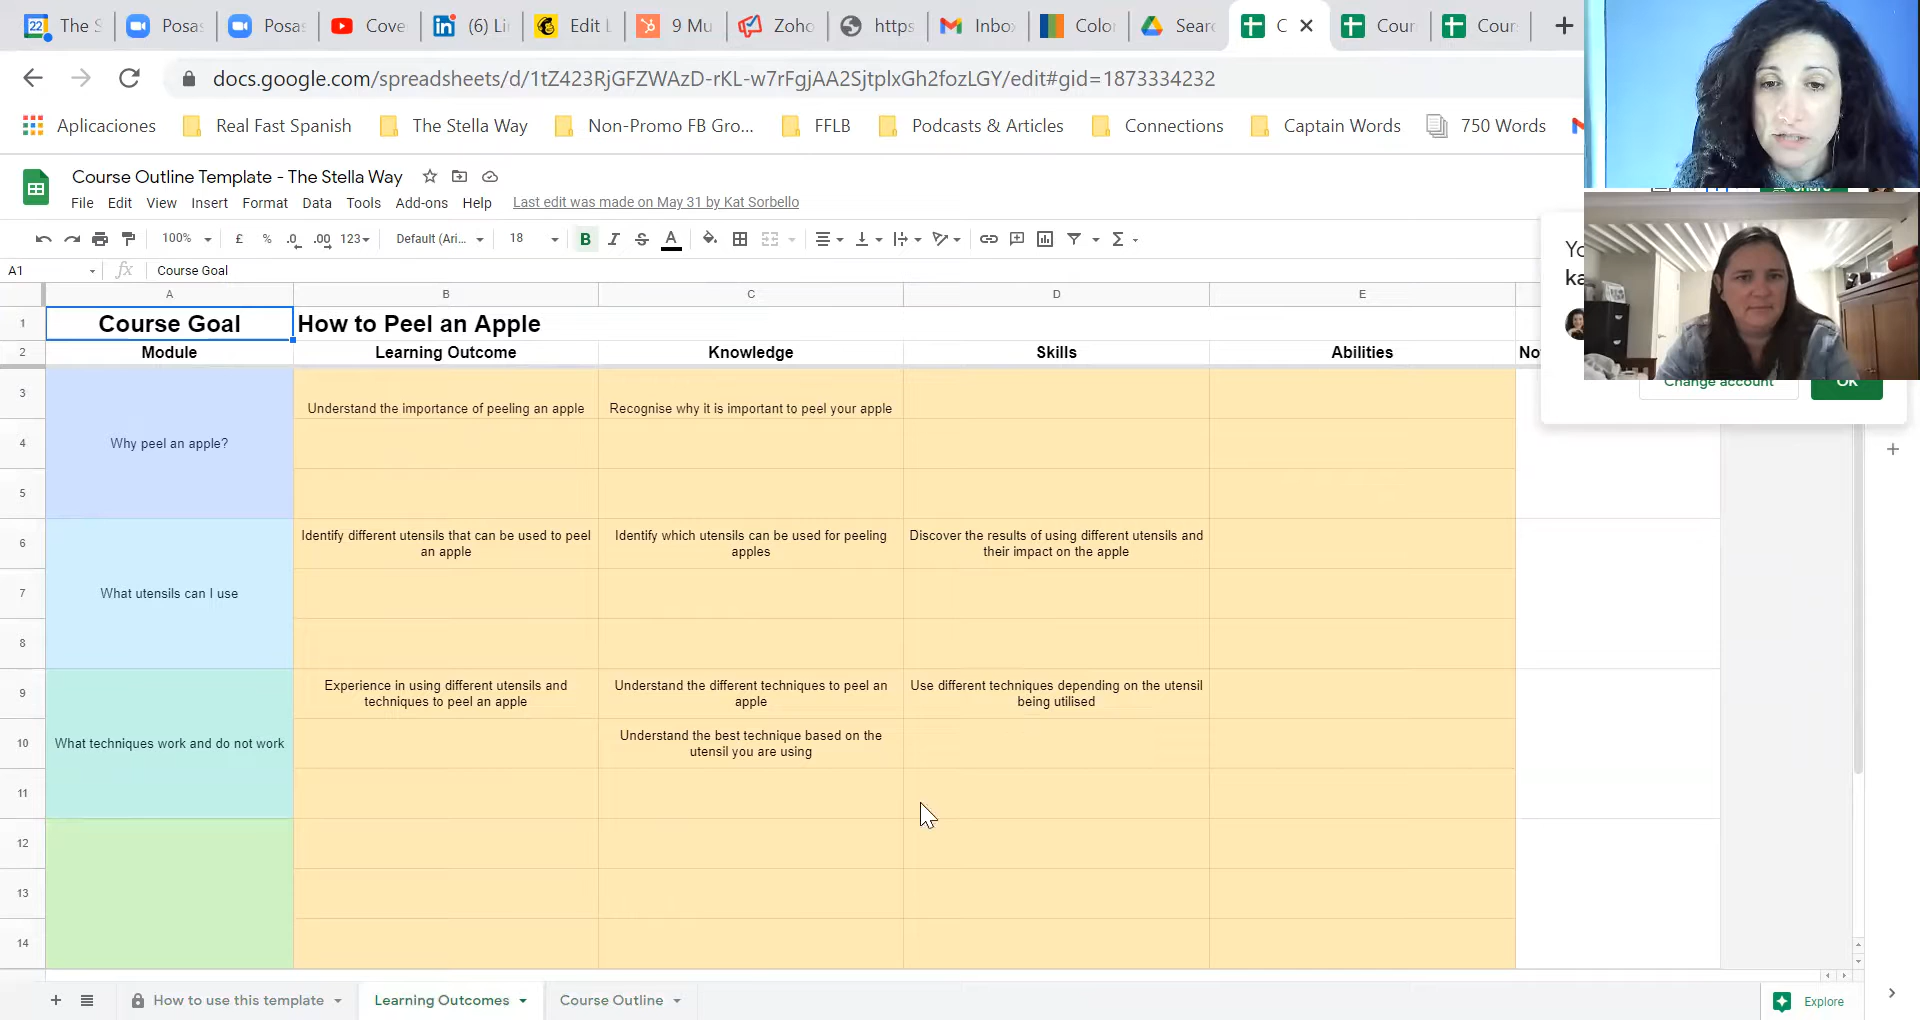 22 The S
Posas
Posas
Cove
(6) Li
Edit L
9 Mu
Zoho
https
Inbo
Color
Sear
C
Cour
Cour
docs.google.com/spreadsheets/d/1tZ423RjGFZWAzD-rKL-w7rFgjAA2SjtplxGh2fozLGY/edit#gid=1873334232
Aplicaciones
Real Fast Spanish
The Stella Way
Non-Promo FB Gro...
FFLB
Podcasts & Articles
Connections
Captain Words
750 Words
Course Outline Template - The Stella Way
File Edit View Insert Format Data Tools Add-ons Help Last edit was made on May 31 by Kat Sorbello
100% £ % .0 .00 123 Default (Ari... 18 B I S A Σ
A1 fx Course Goal
A B C D E
1 Course Goal How to Peel an Apple
2 Module Learning Outcome Knowledge Skills Abilities No
3 Understand the importance of peeling an apple Recognise why it is important to peel your apple
4 Why peel an apple?
5
6 Identify different utensils that can be used to peel
an apple
Identify which utensils can be used for peeling
apples
Discover the results of using different utensils and
their impact on the apple
7 What utensils can I use
8
9 Experience in using different utensils and
techniques to peel an apple
Understand the different techniques to peel an
apple
Use different techniques depending on the utensil
being utilised
10 What techniques work and do not work
Understand the best technique based on the
utensil you are using
11
12
13
14
Yo
ka
Change account OK
How to use this template
Learning Outcomes
Course Outline
Explore